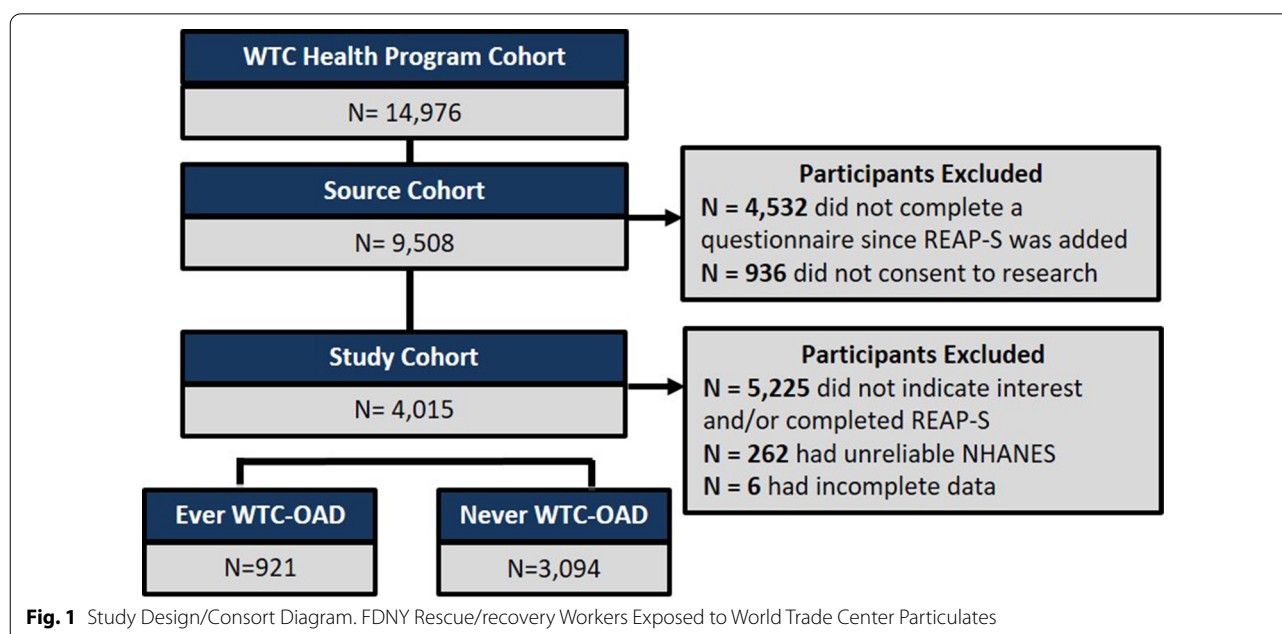 WTC Health Program Cohort
N= 14,976
Source Cohort
N= 9,508
Participants Excluded
N = 4,532 did not complete a
questionnaire since REAP-S was added
N = 936 did not consent to research
Study Cohort
N= 4,015
Participants Excluded
N = 5,225 did not indicate interest
and/or completed REAP-S
N = 262 had unreliable NHANES
N = 6 had incomplete data
Ever WTC-OAD
N=921
Never WTC-OAD
N=3,094
Fig. 1 Study Design/Consort Diagram. FDNY Rescue/recovery Workers Exposed to World Trade Center Particulates